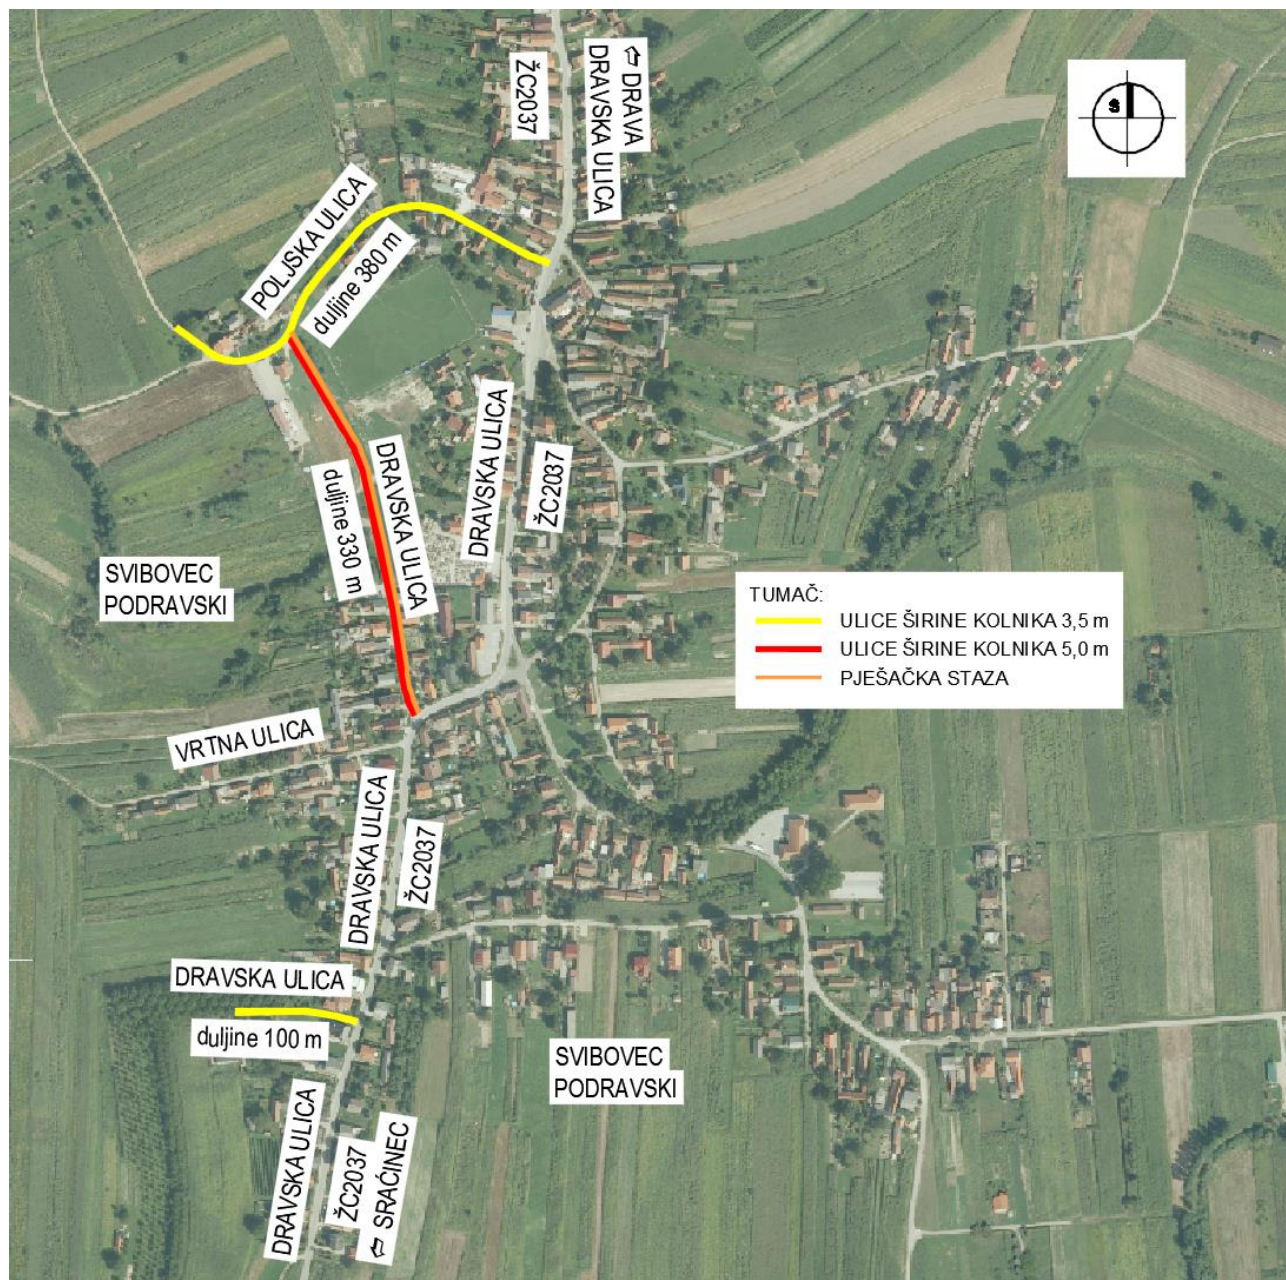 ŽC2037
DRAVA
DRAVSKA ULICA
S
POLJSKA ULICA
duljine 380 m
DRAVSKA ULICA
ŽC2037
DRAVSKA ULICA
duljine 330 m
SVIBOVEC
PODRAVSKI
TUMAČ:
ULICE ŠIRINE KOLNIKA 3,5 m
ULICE ŠIRINE KOLNIKA 5,0 m
PJEŠAČKA STAZA
VRTNA ULICA
DRAVSKA ULICA
ŽC2037
DRAVSKA ULICA
duljine 100 m
SVIBOVEC
PODRAVSKI
DRAVSKA ULICA
ŽC2037
SRAĆINEC